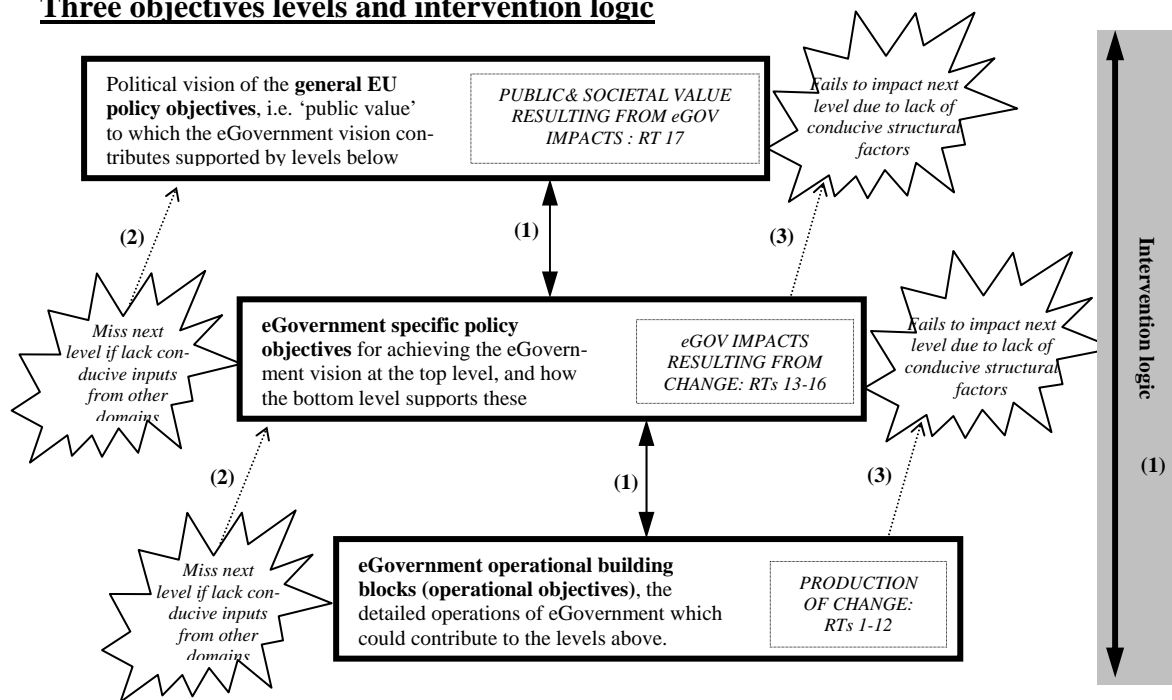 Three objectives levels and intervention logic
Political vision of the general EU
policy objectives, i.e. ‘public value’
to which the eGovernment vision con-
tributes supported by levels below
PUBLIC& SOCIETAL VALUE
RESULTING FROM eGOV
IMPACTS : RT 17
Fails to impact next
level due to lack of
conducive structural
factors
(2)
(1)
(3)
Miss next
level if lack con-
ducive inputs
from other
domains
eGovernment specific policy
objectives for achieving the eGovern-
ment vision at the top level, and how
the bottom level supports these
eGOV IMPACTS
RESULTING FROM
CHANGE: RTs 13-16
Fails to impact next
level due to lack of
conducive structural
factors
(2)
(1)
(3)
Miss next
level if lack con-
ducive inputs
from other
domains
eGovernment operational building
blocks (operational objectives), the
detailed operations of eGovernment which
could contribute to the levels above.
PRODUCTION
OF CHANGE:
RTs 1-12
Intervention logic
(1)